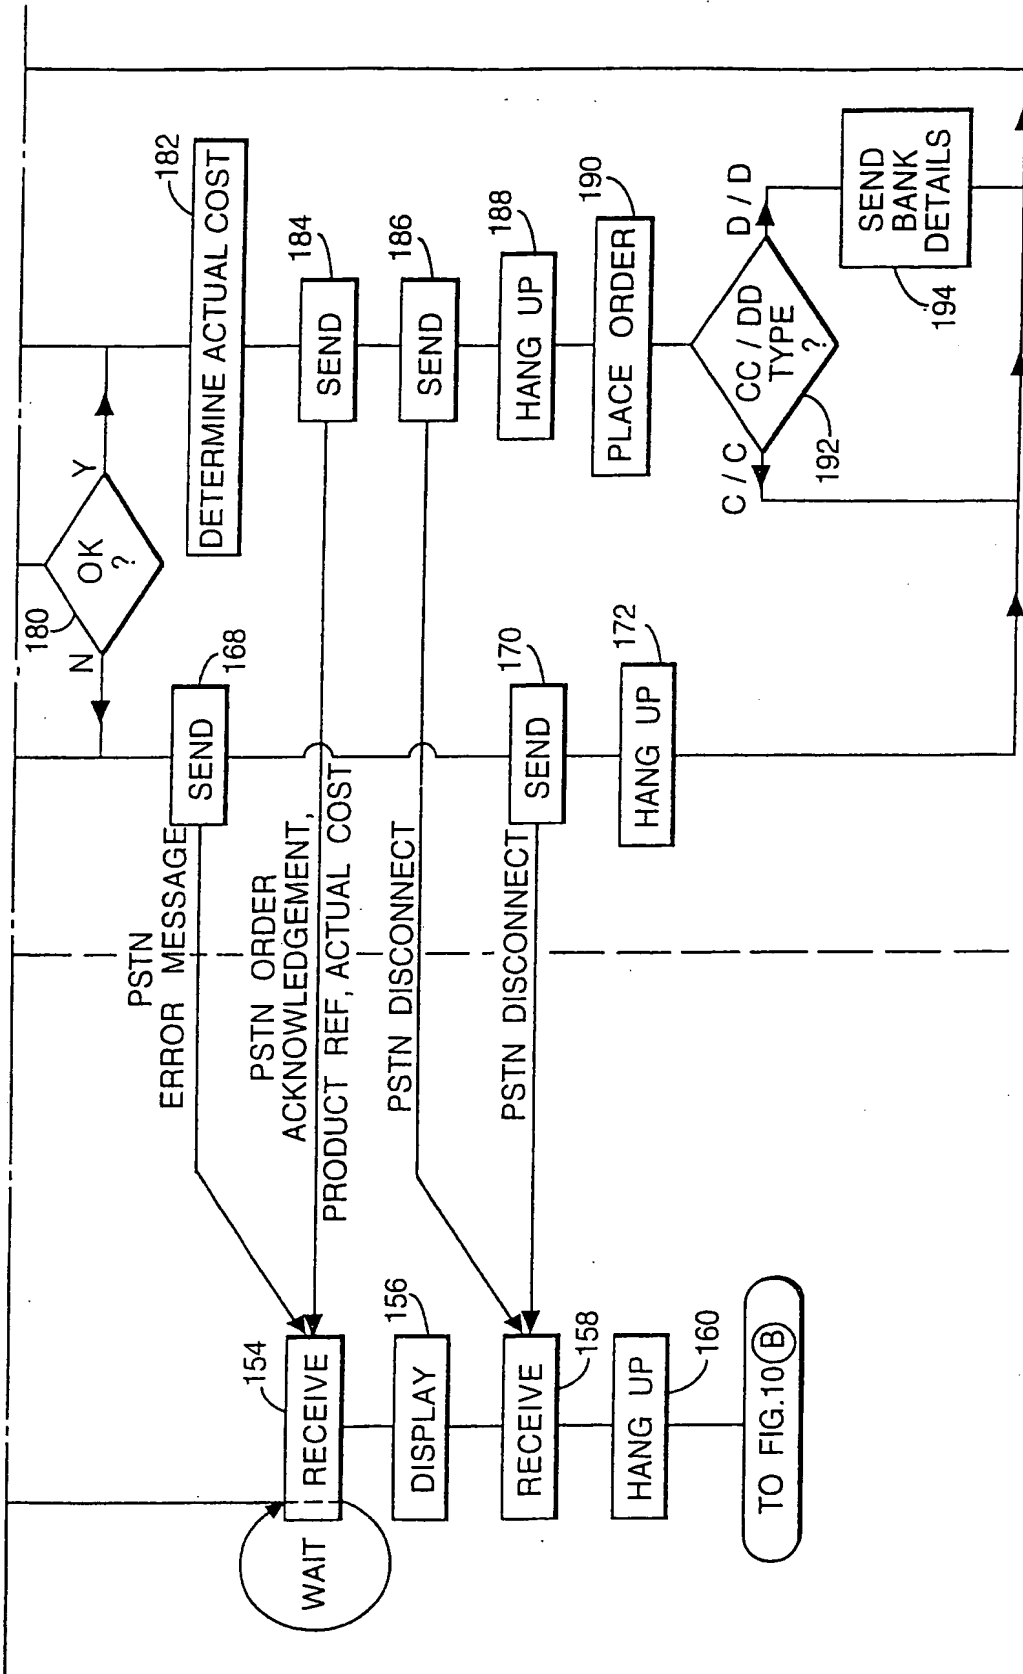 180
OK
?
N
Y
168
SEND
182
DETERMINE ACTUAL COST
PSTN
ERROR MESSAGE
184
SEND
PSTN ORDER
ACKNOWLEDGEMENT,
PRODUCT REF, ACTUAL COST
WAIT
154
RECEIVE
186
SEND
PSTN DISCONNECT
156
DISPLAY
188
HANG UP
170
SEND
PSTN DISCONNECT
RECEIVE
158
190
PLACE ORDER
172
HANG UP
HANG UP
160
TO FIG.10 B
CC / DD
TYPE
?
192
C / C
D / D
SEND
BANK
DETAILS
194